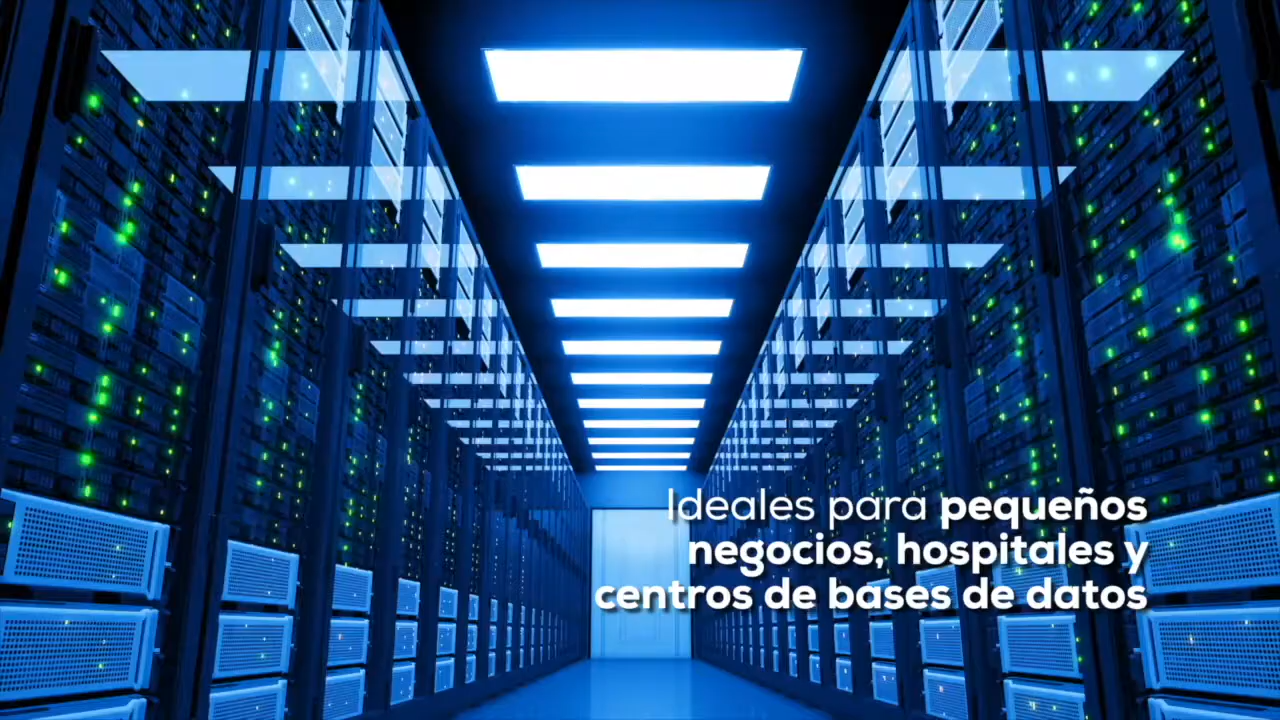 Ideales para pequeños
negocios, hospitales y
centros de bases de datos